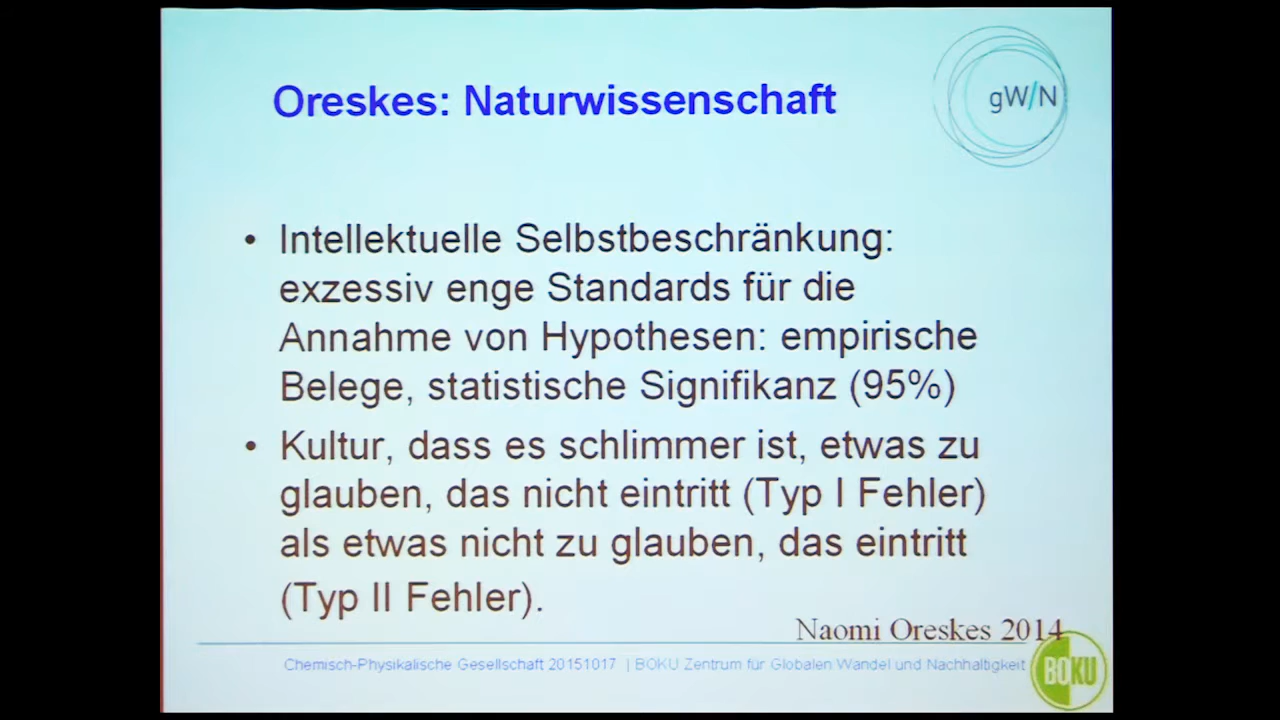 Oreskes: Naturwissenschaft
gW/N
• Intellektuelle Selbstbeschränkung:
exzessiv enge Standards für die
Annahme von Hypothesen: empirische
Belege, statistische Signifikanz (95%)
• Kultur, dass es schlimmer ist, etwas zu
glauben, das nicht eintritt (Typ I Fehler)
als etwas nicht zu glauben, das eintritt
(Typ II Fehler).
Naomi Oreskes 2014
Chemisch-Physikalische Gesellschaft 20151017 | BOKU Zentrum für Globalen Wandel und Nachhaltigkeit
BOKU